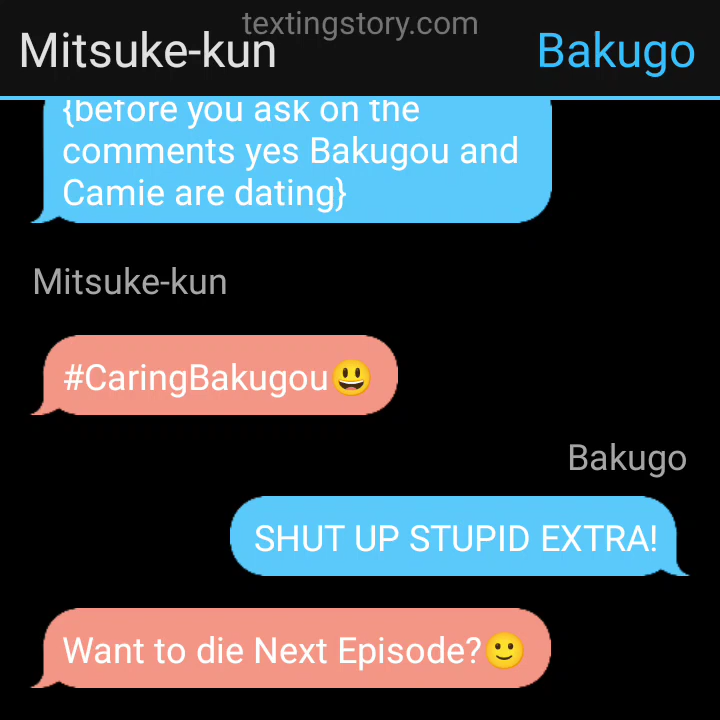 textingstory.com
Mitsuke-kun
Bakugo
{before you ask on the
comments yes Bakugou and
Camie are dating}
Mitsuke-kun
#CaringBakugou😃
Bakugo
SHUT UP STUPID EXTRA!
Want to die Next Episode?🙂